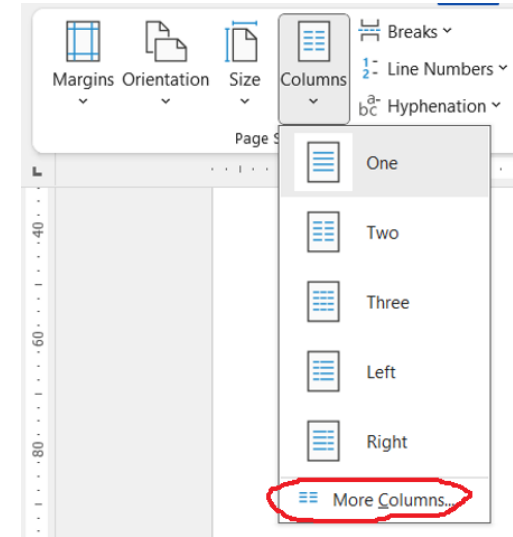 Breaks
Line Numbers
Hyphenation
Margins Orientation Size Columns
Page S
One
Two
Three
Left
Right
More Columns...
40
60
80